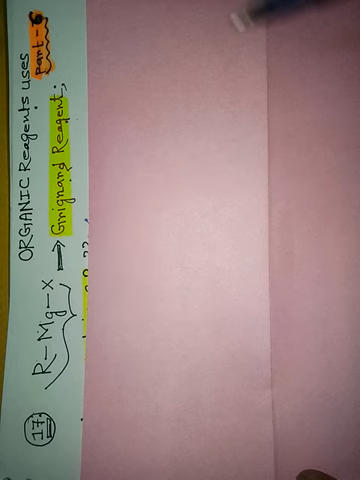 ORGANIC Reagents uses
part-6
17. R-Mg-X → Grignard Reagent,